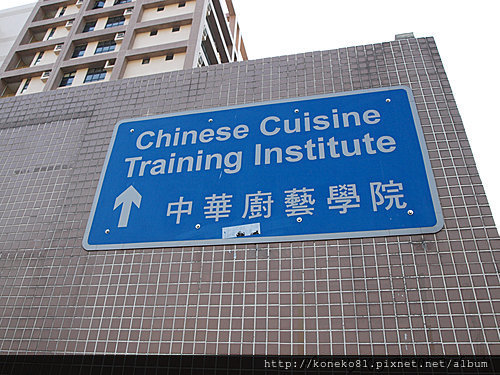 Chinese Cuisine
Training Institute
中華廚藝學院
http://koneko81.pixnet.net/album